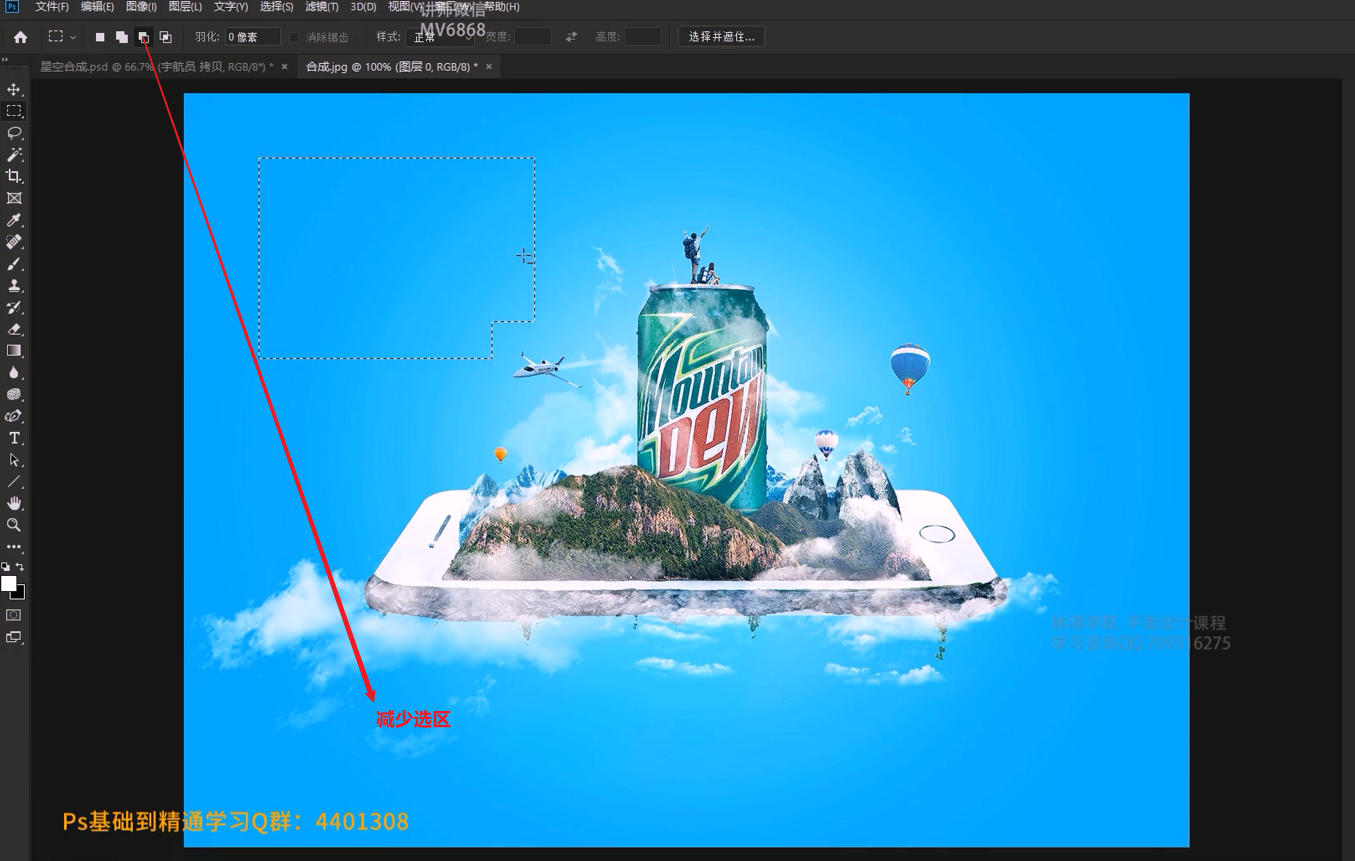 Ps 文件(F) 编辑(E) 图像(I) 图层(L) 文字(Y) 选择(S) 滤镜(T) 3D(D) 视图(V) 帮助(H)
讲师微信
MV6868
羽化: 0 像素 消除锯齿 样式: 正常 宽度: 高度: 选择并遮住...
星空合成.psd @ 66.7% (宇航员 拷贝, RGB/8*) * × 合成.jpg @ 100% (图层 0, RGB/8) * ×
Mountain
Dew
课程
学习咨询QQ
16275
减少选区
Ps基础到精通学习Q群：4401308